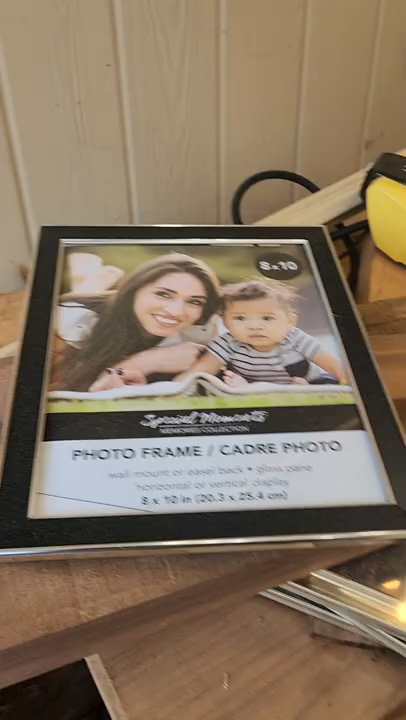 8x10
Special Moments
MEMORIES COLLECTION
PHOTO FRAME / CADRE PHOTO
wall mount or easel back • glass pane
horizontal or vertical display
8 x 10 in (20.3 x 25.4 cm)